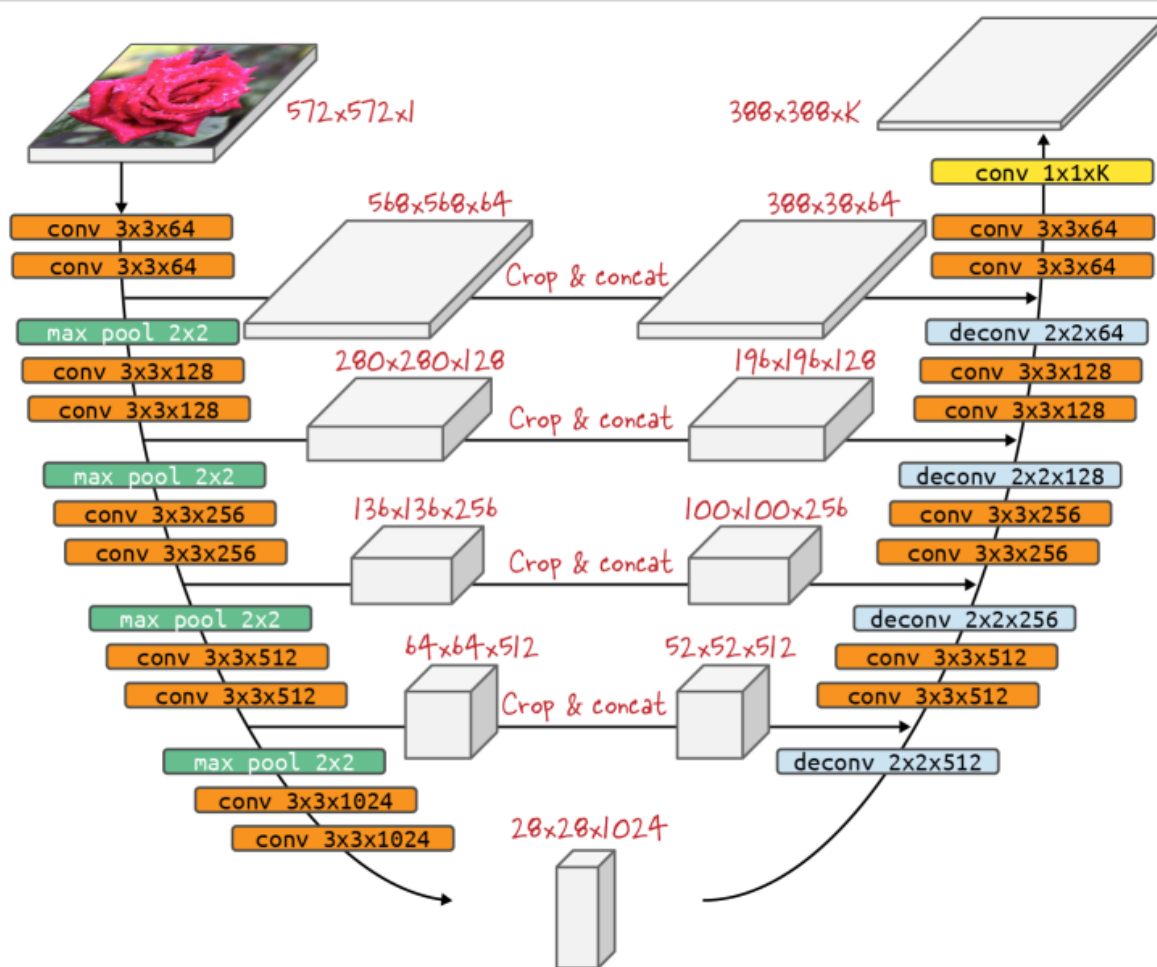 572x572x1
388x388xK
conv 1x1xK
568x568x64
388x38x64
conv 3x3x64
conv 3x3x64
conv 3x3x64
conv 3x3x64
Crop & concat
max pool 2x2
deconv 2x2x64
280x280x128
196x196x128
conv 3x3x128
conv 3x3x128
conv 3x3x128
conv 3x3x128
Crop & concat
max pool 2x2
deconv 2x2x128
136x136x256
100x100x256
conv 3x3x256
conv 3x3x256
conv 3x3x256
conv 3x3x256
Crop & concat
max pool 2x2
deconv 2x2x256
64x64x512
52x52x512
conv 3x3x512
conv 3x3x512
conv 3x3x512
conv 3x3x512
Crop & concat
max pool 2x2
deconv 2x2x512
conv 3x3x1024
conv 3x3x1024
28x28x1024